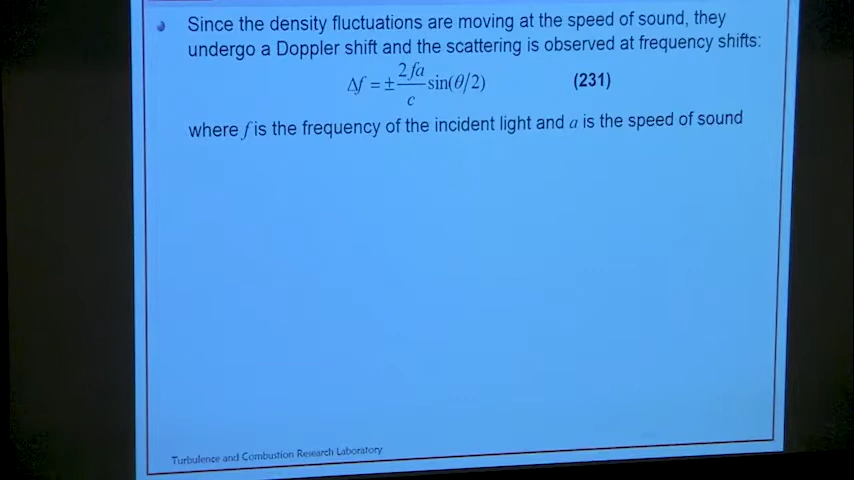 Since the density fluctuations are moving at the speed of sound, they
undergo a Doppler shift and the scattering is observed at frequency shifts:
Δf = ± 2fa/c sin(θ/2) (231)
where f is the frequency of the incident light and a is the speed of sound
Turbulence and Combustion Research Laboratory